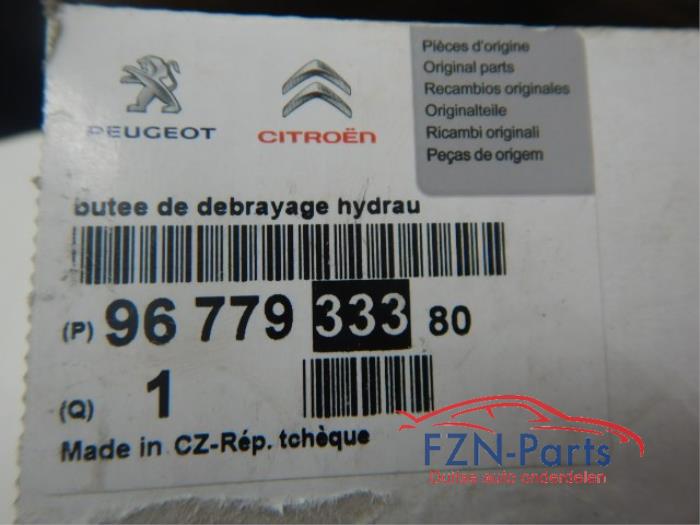 PEUGEOT
CITROËN
Pièces d'origine
Original parts
Recambios originales
Originalteile
Ricambi originali
Peças de origem
butee de debrayage hydrau
(P) 96 779 333 80
(Q) 1
Made in CZ-Rép. tchèque
FZN-Parts
Duitse auto onderdelen